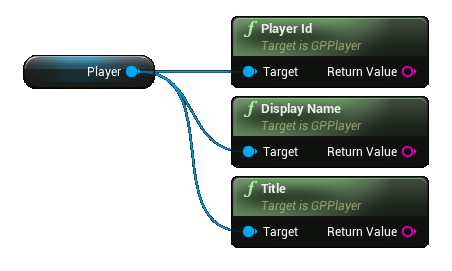 Player
f Player Id
Target is GPPlayer
Target Return Value
f Display Name
Target is GPPlayer
Target Return Value
f Title
Target is GPPlayer
Target Return Value